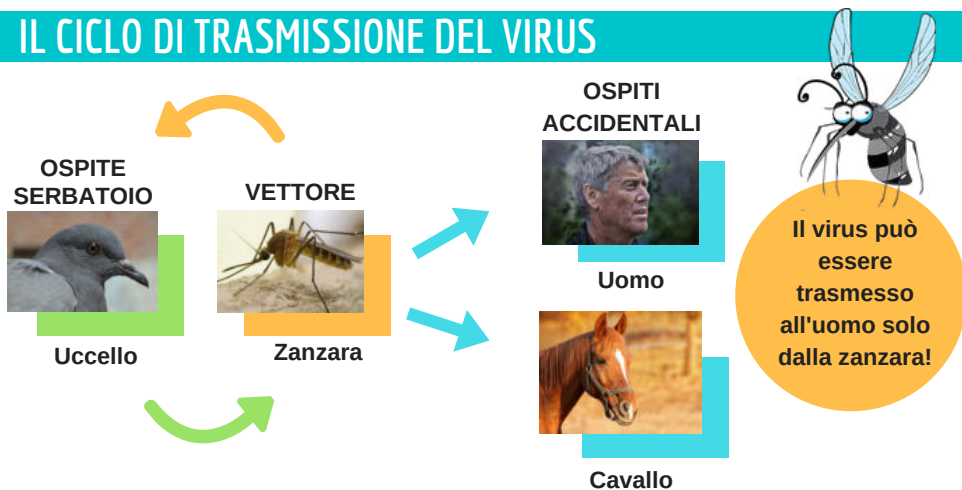 IL CICLO DI TRASMISSIONE DEL VIRUS
OSPITE
SERBATOIO
Uccello
VETTORE
Zanzara
OSPITI
ACCIDENTALI
Uomo
Cavallo
Il virus può
essere
trasmesso
all'uomo solo
dalla zanzara!